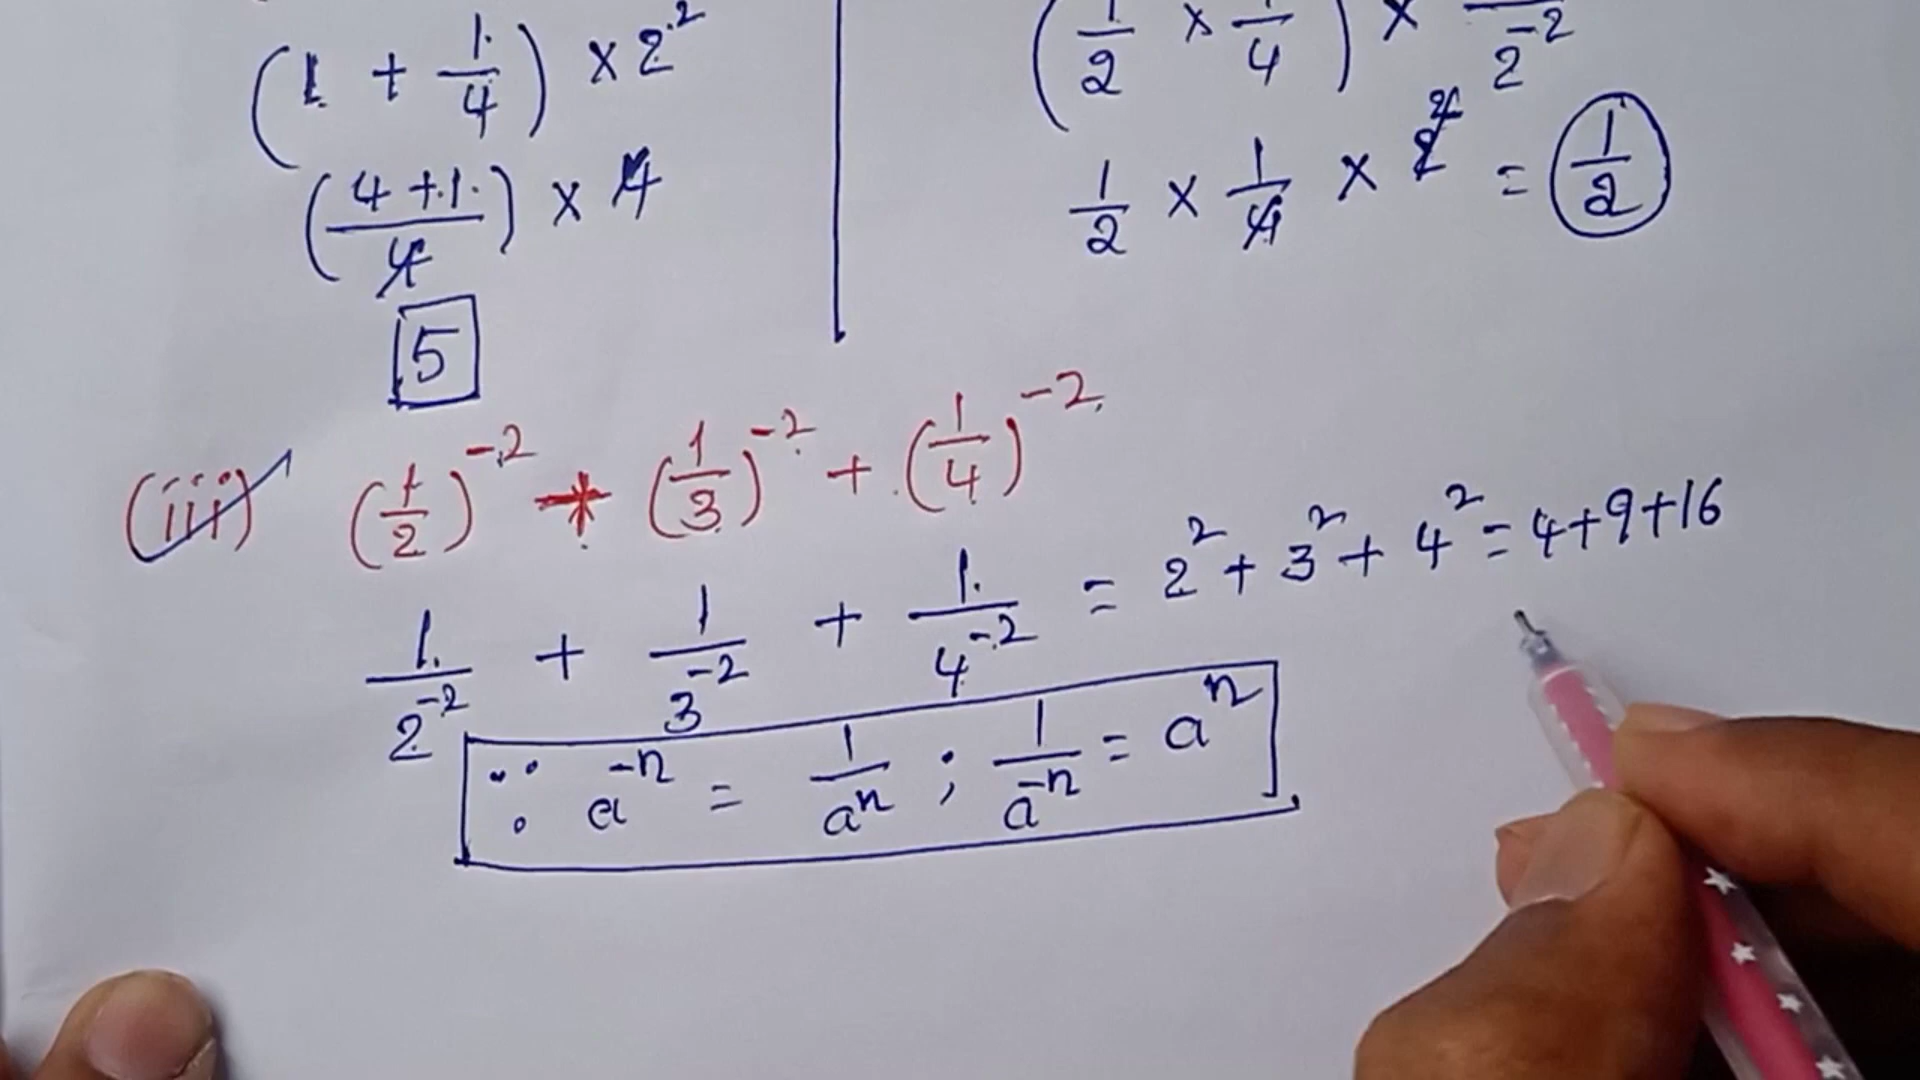 (1 + 1/4) × 2^2
((4+1)/4) × 4
5
(1/2 × 1/4) × 1/2^-2
1/2 × 1/4 × 2^2 = 1/2
(iii) (1/2)^-2 + (1/3)^-2 + (1/4)^-2
1/2^-2 + 1/3^-2 + 1/4^-2 = 2^2 + 3^2 + 4^2 = 4+9+16
∵ a^-n = 1/a^n ; 1/a^-n = a^n